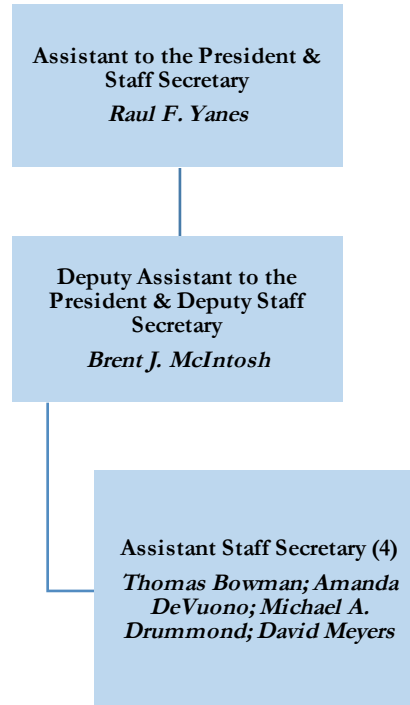 Assistant to the President &
Staff Secretary
Raul F. Yanes
Deputy Assistant to the
President & Deputy Staff
Secretary
Brent J. McIntosh
Assistant Staff Secretary (4)
Thomas Bowman; Amanda
DeVuono; Michael A.
Drummond; David Meyers